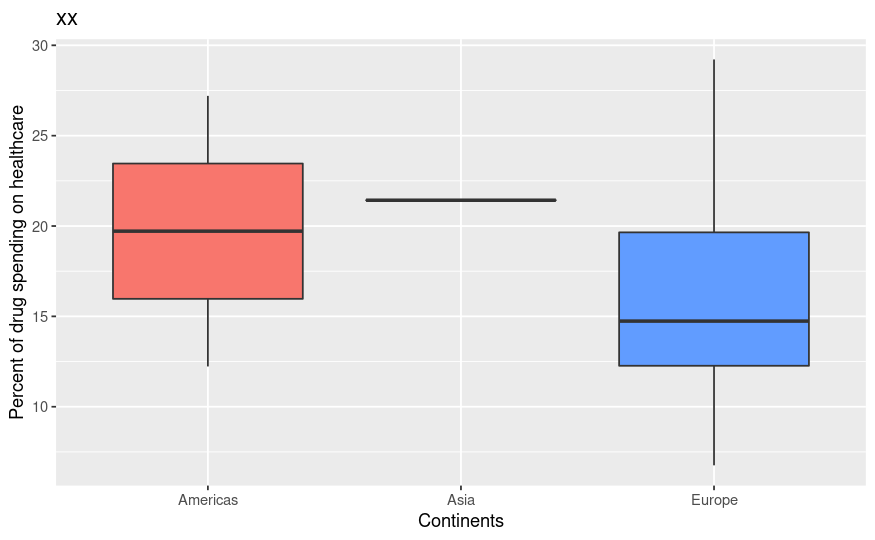 xx
30
25
20
15
10
Percent of drug spending on healthcare
Americas
Asia
Europe
Continents